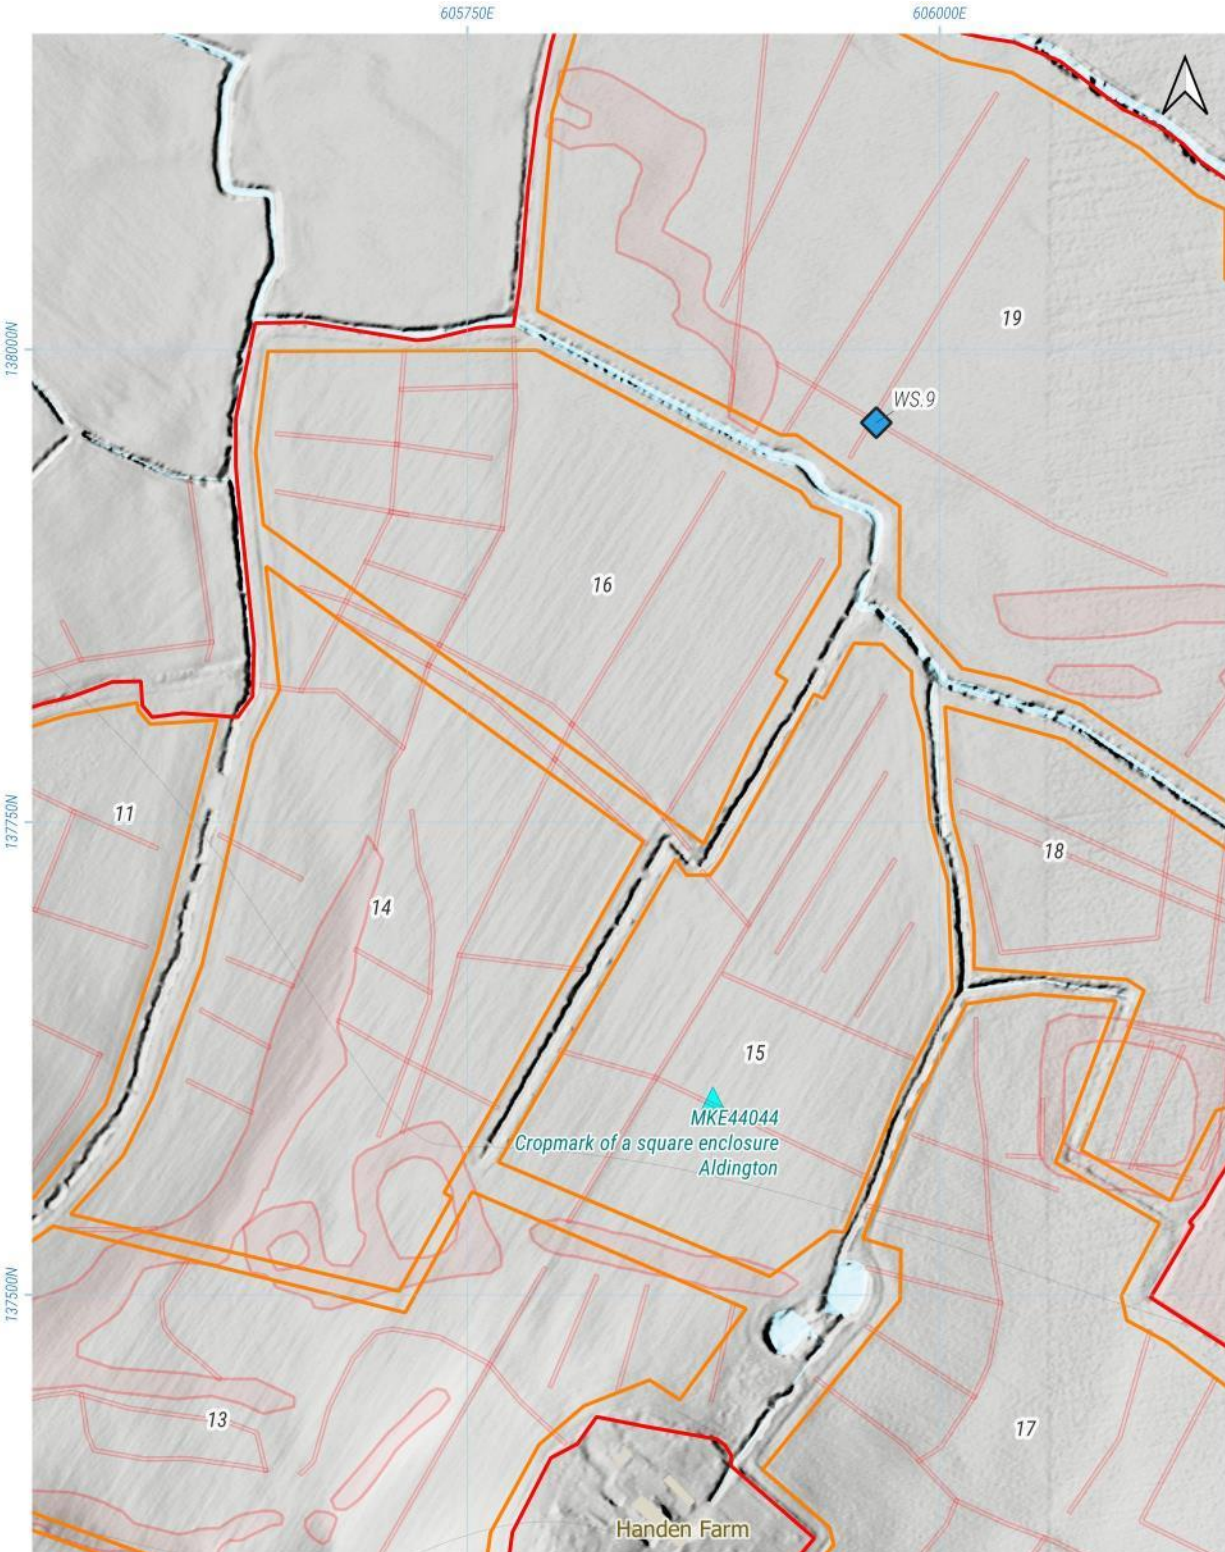 605750E
606000E
138000N
19
WS.9
16
137750N
11
18
14
15
MKE44044
Cropmark of a square enclosure
Aldington
137500N
13
17
Handen Farm